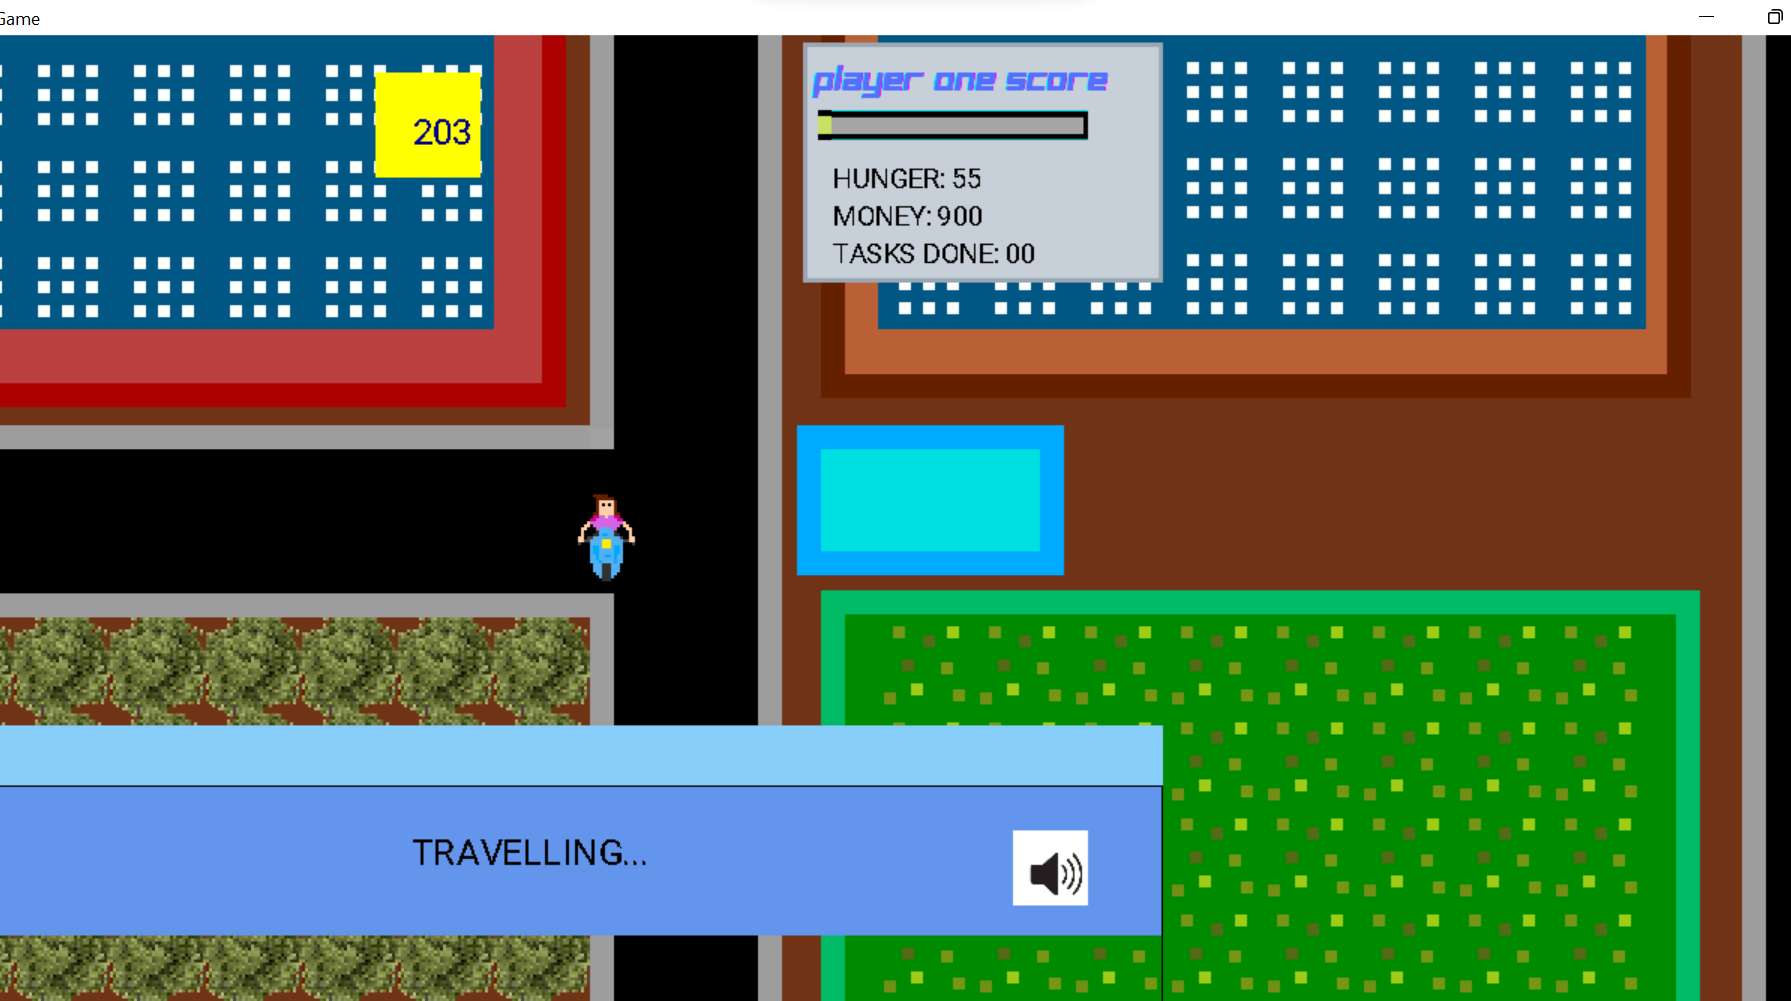 Game
player one score
203
HUNGER: 55
MONEY: 900
TASKS DONE: 00
TRAVELLING...